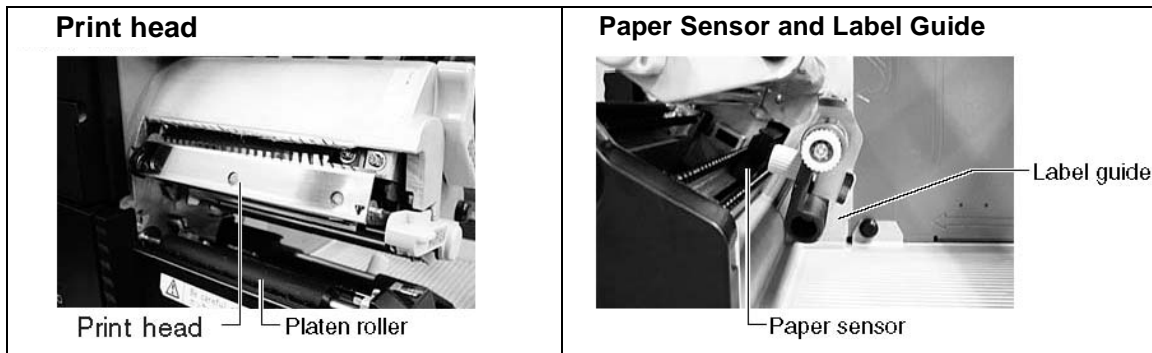 Print head
Print head
Platen roller
Paper Sensor and Label Guide
Label guide
Paper sensor